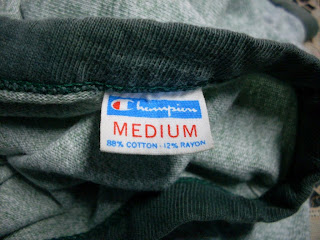 Champion
MEDIUM
88% COTTON · 12% RAYON